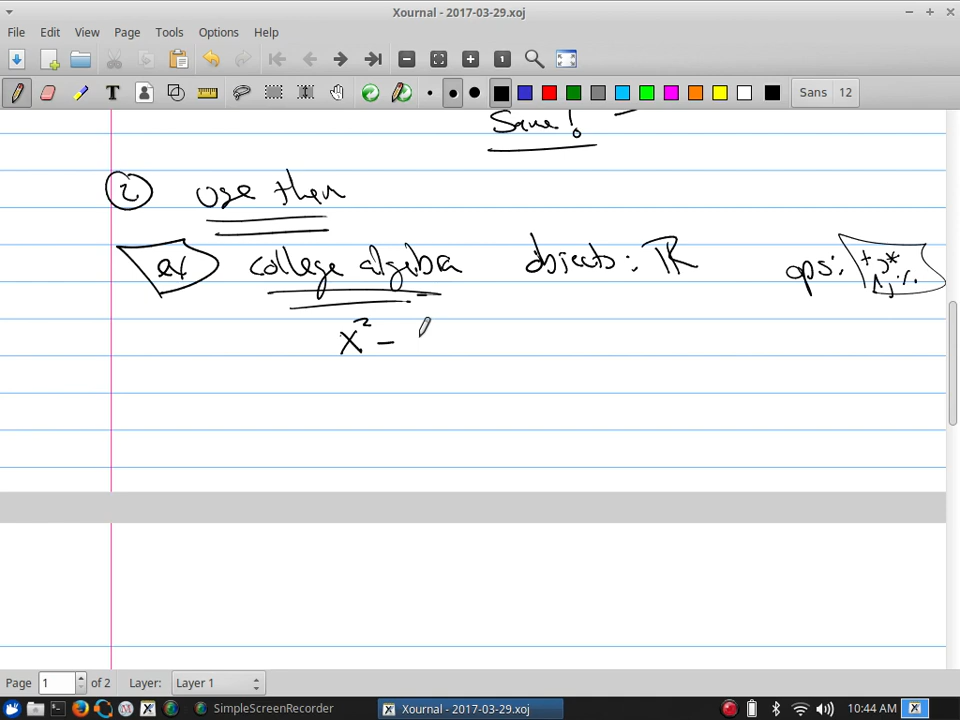 Xournal - 2017-03-29.xoj
File Edit View Page Tools Options Help
Sans 12
Same!
② use them
ex college algebra objects: ℝ ops: + , *
x² -
Page 1 of 2 Layer: Layer 1
SimpleScreenRecorder Xournal - 2017-03-29.xoj 10:44 AM